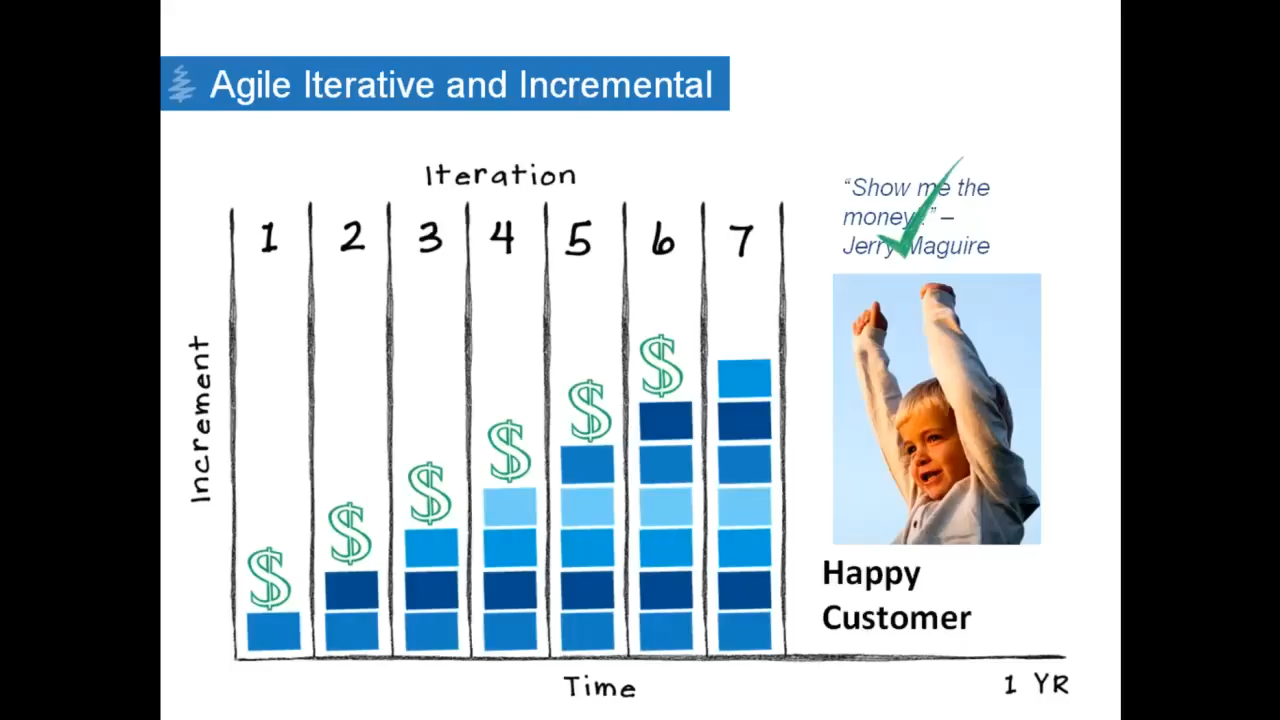 Agile Iterative and Incremental
Iteration
1 2 3 4 5 6 7
"Show me the
money!" –
Jerry Maguire
Increment
$ $ $ $ $ $
Happy
Customer
Time
1 YR